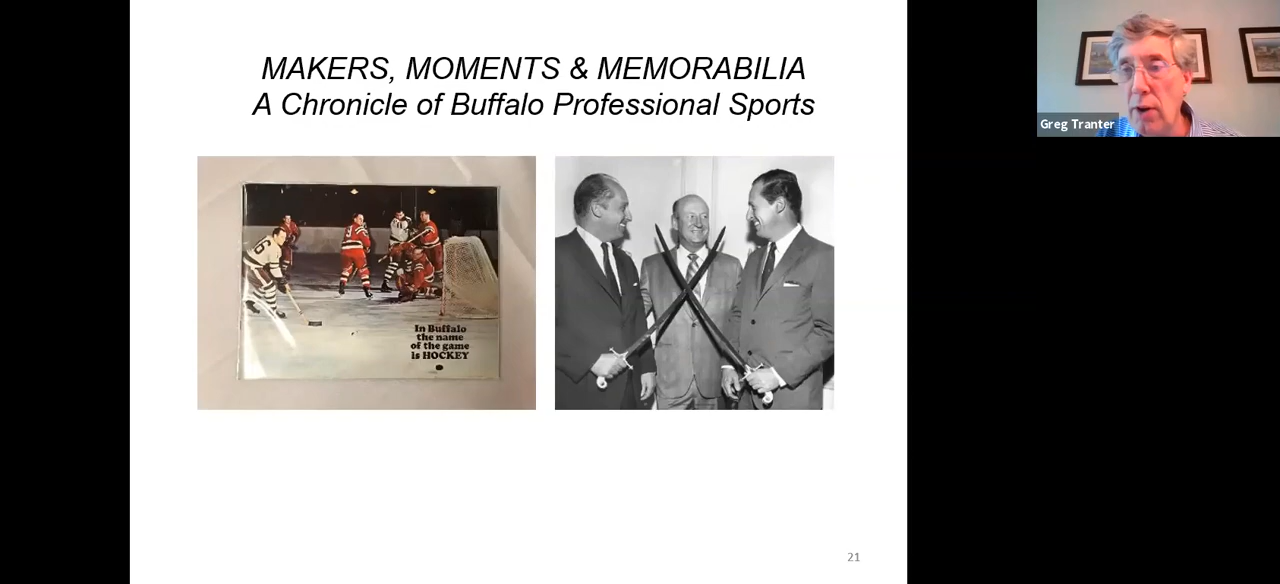 MAKERS, MOMENTS & MEMORABILIA
A Chronicle of Buffalo Professional Sports
In Buffalo
the name
of the game
is HOCKEY
Greg Tranter
21